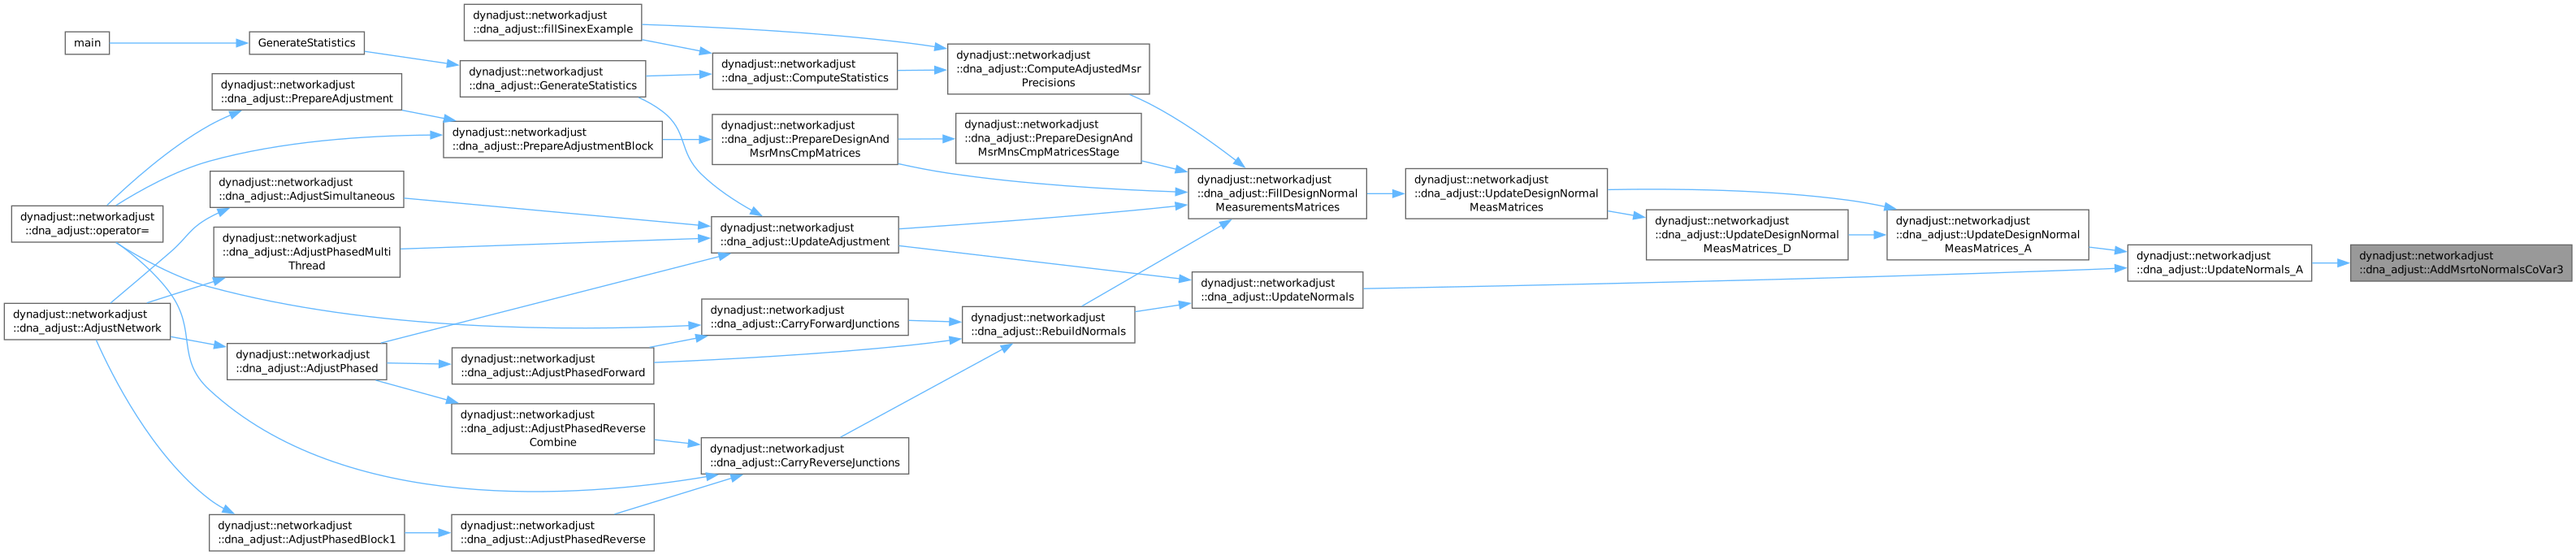 main
GenerateStatistics
dynadjust::networkadjust
::dna_adjust::fillSinexExample
dynadjust::networkadjust
::dna_adjust::GenerateStatistics
dynadjust::networkadjust
::dna_adjust::ComputeStatistics
dynadjust::networkadjust
::dna_adjust::ComputeAdjustedMsr
Precisions
dynadjust::networkadjust
::dna_adjust::PrepareAdjustment
dynadjust::networkadjust
::dna_adjust::PrepareAdjustmentBlock
dynadjust::networkadjust
::dna_adjust::PrepareDesignAnd
MsrMnsCmpMatrices
dynadjust::networkadjust
::dna_adjust::PrepareDesignAnd
MsrMnsCmpMatricesStage
dynadjust::networkadjust
::dna_adjust::operator=
dynadjust::networkadjust
::dna_adjust::AdjustSimultaneous
dynadjust::networkadjust
::dna_adjust::AdjustPhasedMulti
Thread
dynadjust::networkadjust
::dna_adjust::UpdateAdjustment
dynadjust::networkadjust
::dna_adjust::FillDesignNormal
MeasurementsMatrices
dynadjust::networkadjust
::dna_adjust::UpdateDesignNormal
MeasMatrices
dynadjust::networkadjust
::dna_adjust::UpdateDesignNormal
MeasMatrices_D
dynadjust::networkadjust
::dna_adjust::UpdateDesignNormal
MeasMatrices_A
dynadjust::networkadjust
::dna_adjust::UpdateNormals_A
dynadjust::networkadjust
::dna_adjust::AddMsrtoNormalsCoVar3
dynadjust::networkadjust
::dna_adjust::UpdateNormals
dynadjust::networkadjust
::dna_adjust::AdjustNetwork
dynadjust::networkadjust
::dna_adjust::CarryForwardJunctions
dynadjust::networkadjust
::dna_adjust::RebuildNormals
dynadjust::networkadjust
::dna_adjust::AdjustPhased
dynadjust::networkadjust
::dna_adjust::AdjustPhasedForward
dynadjust::networkadjust
::dna_adjust::AdjustPhasedReverse
Combine
dynadjust::networkadjust
::dna_adjust::CarryReverseJunctions
dynadjust::networkadjust
::dna_adjust::AdjustPhasedBlock1
dynadjust::networkadjust
::dna_adjust::AdjustPhasedReverse